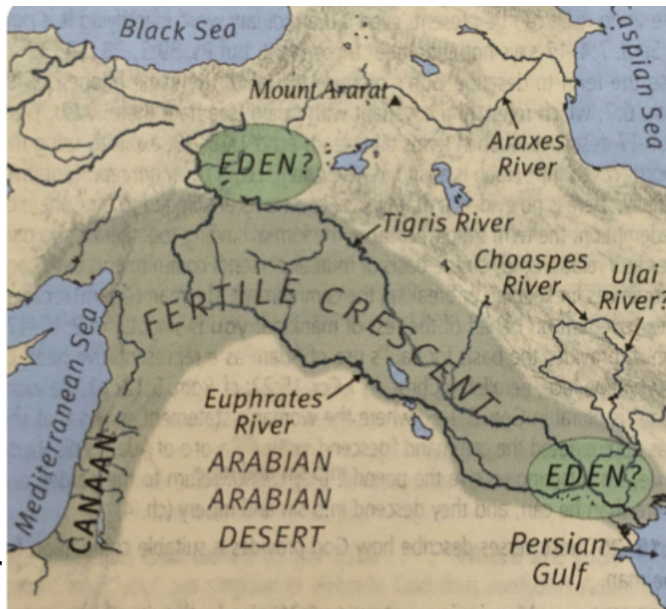 Black Sea
Caspian Sea
Mount Ararat
Araxes
River
EDEN?
Tigris River
Choaspes
River
Ulai
River?
FERTILE CRESCENT
Mediterranean Sea
CANAAN
Euphrates
River
ARABIAN
ARABIAN
DESERT
EDEN?
Persian
Gulf